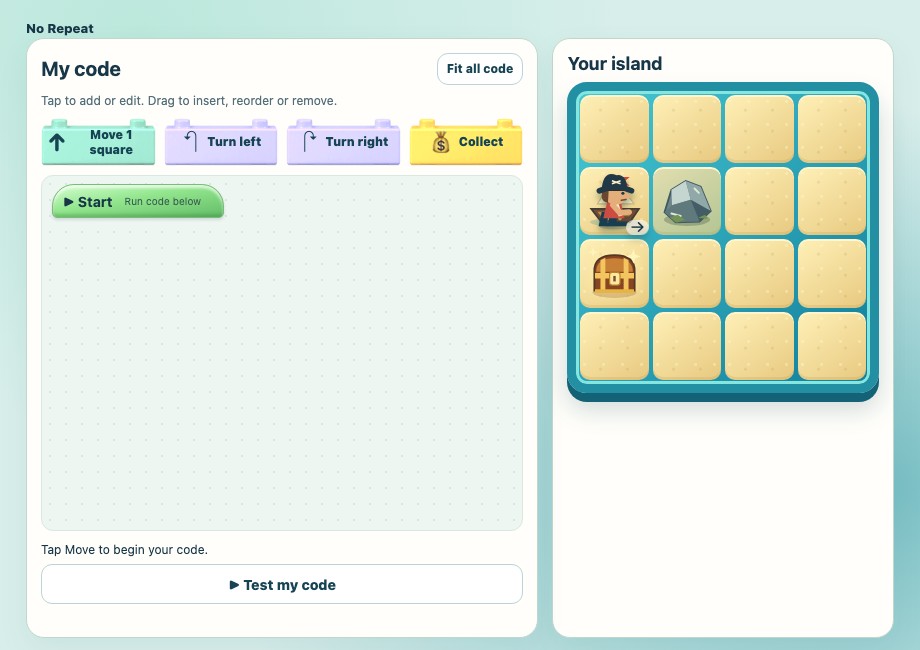 No Repeat
My code
Fit all code
Tap to add or edit. Drag to insert, reorder or remove.
Move 1
square
Turn left
Turn right
$ Collect
Start Run code below
Tap Move to begin your code.
Test my code
Your island